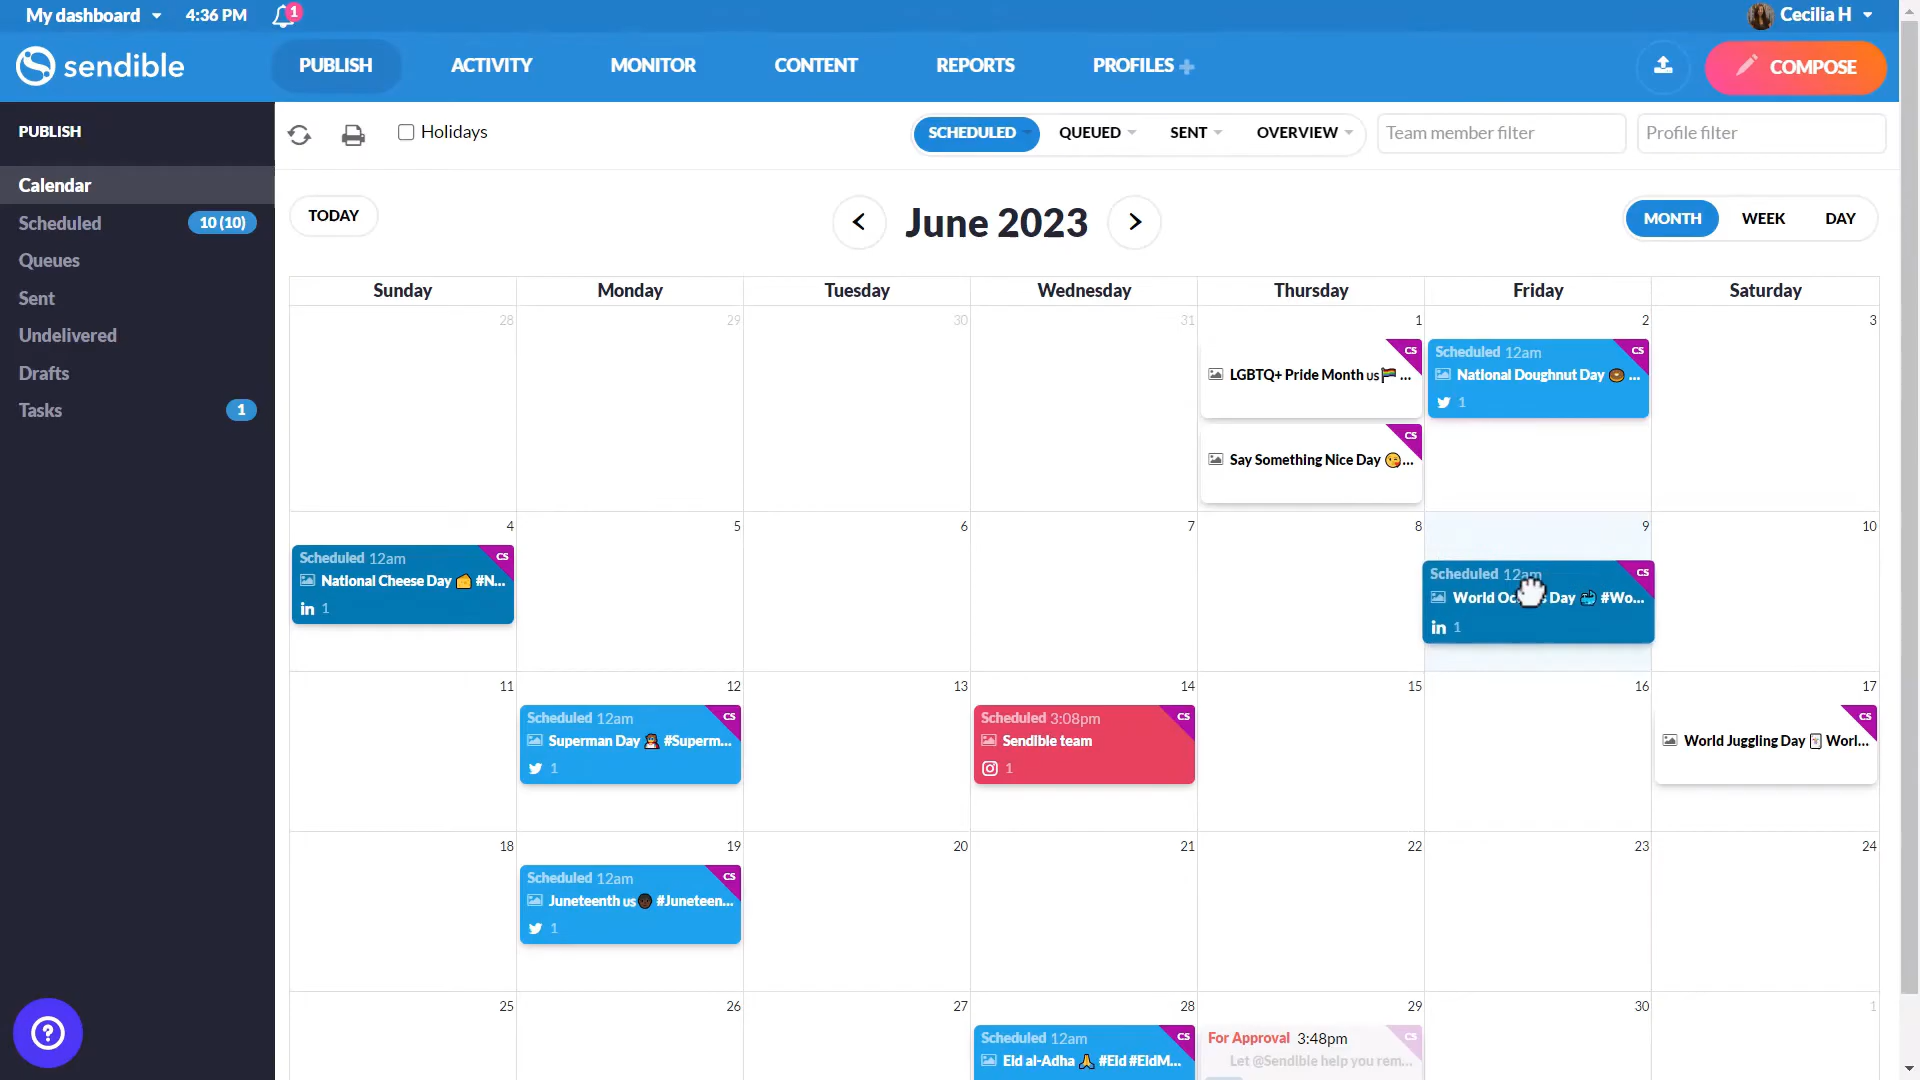 My dashboard 4:36 PM 1 Cecilia H
sendible PUBLISH ACTIVITY MONITOR CONTENT REPORTS PROFILES COMPOSE
PUBLISH
Calendar
Scheduled 10 (10)
Queues
Sent
Undelivered
Drafts
Tasks 1
Holidays SCHEDULED QUEUED SENT OVERVIEW Team member filter Profile filter
TODAY June 2023 MONTH WEEK DAY
Sunday Monday Tuesday Wednesday Thursday Friday Saturday
28 29 30 31 1 2 3
CS
LGBTQ+ Pride Month us ...
CS
Say Something Nice Day ...
Scheduled 12am CS
National Doughnut Day ...
1
4 5 6 7 8 9 10
Scheduled 12am CS
National Cheese Day #N...
in 1
Scheduled 12am CS
World Day #Wo...
in 1
11 12 13 14 15 16 17
Scheduled 12am CS
Superman Day #Superm...
1
Scheduled 3:08pm CS
Sendible team
1
CS
World Juggling Day Worl...
18 19 20 21 22 23 24
Scheduled 12am CS
Juneteenth us #Juneteen...
1
25 26 27 28 29 30 1
Scheduled 12am CS
Eid al-Adha #Eid #EidM...
For Approval 3:48pm CS
Let @Sendible help you rem...